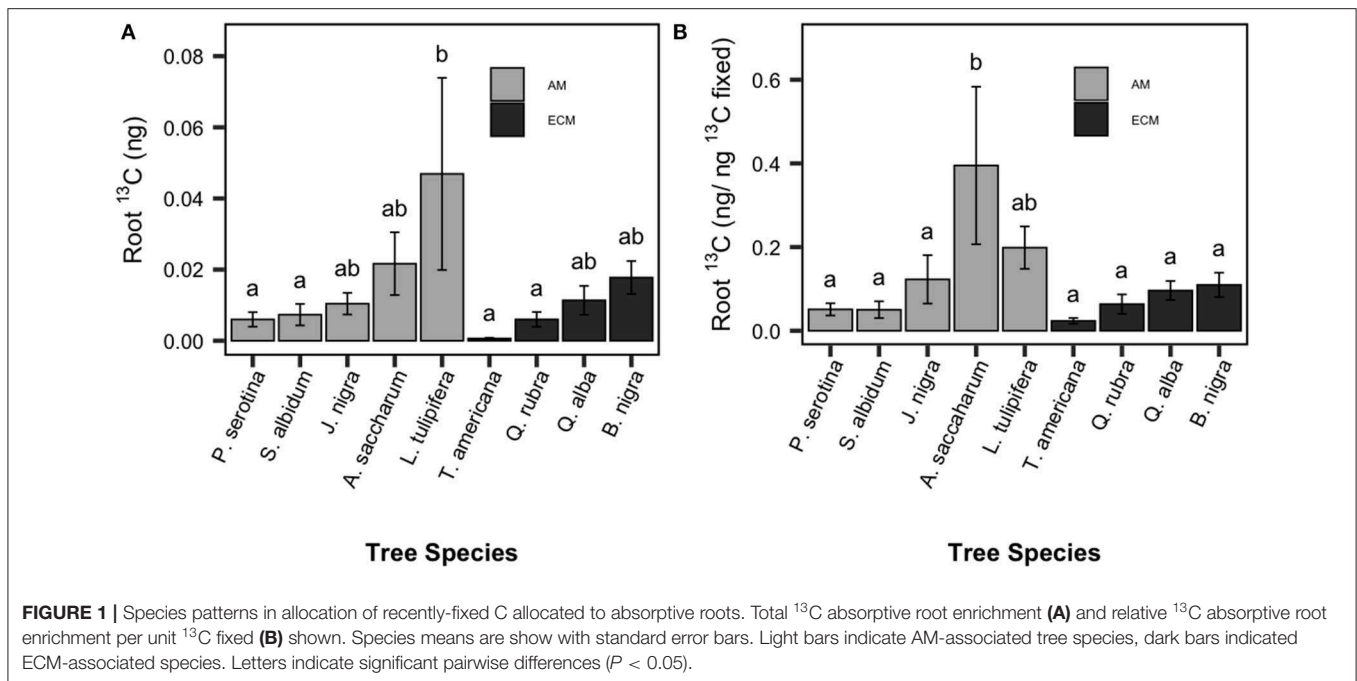 A
Root ¹³C (ng)
0.08
0.06
0.04
0.02
0.00
AM
ECM
a
a
ab
ab
b
a
a
ab
ab
P. serotina
S. albidum
J. nigra
A. saccharum
L. tulipifera
T. americana
Q. rubra
Q. alba
B. nigra
Tree Species
B
Root ¹³C (ng/ ng ¹³C fixed)
0.6
0.4
0.2
0.0
AM
ECM
a
a
a
b
ab
a
a
a
a
P. serotina
S. albidum
J. nigra
A. saccaharum
L. tulipifera
T. americana
Q. rubra
Q. alba
B. nigra
Tree Species
FIGURE 1 | Species patterns in allocation of recently-fixed C allocated to absorptive roots. Total ¹³C absorptive root enrichment (A) and relative ¹³C absorptive root
enrichment per unit ¹³C fixed (B) shown. Species means are show with standard error bars. Light bars indicate AM-associated tree species, dark bars indicated
ECM-associated species. Letters indicate significant pairwise differences (P < 0.05).